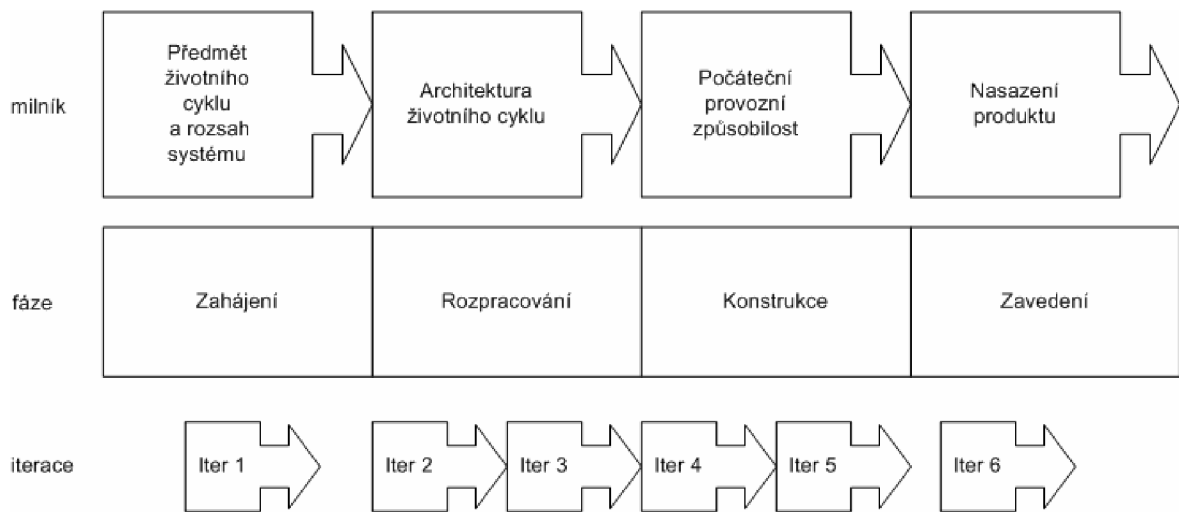 milník
Předmět
životního
cyklu
a rozsah
systému
Architektura
životního cyklu
Počáteční
provozní
způsobilost
Nasazení
produktu
fáze
Zahájení
Rozpracování
Konstrukce
Zavedení
iterace
Iter 1
Iter 2
Iter 3
Iter 4
Iter 5
Iter 6